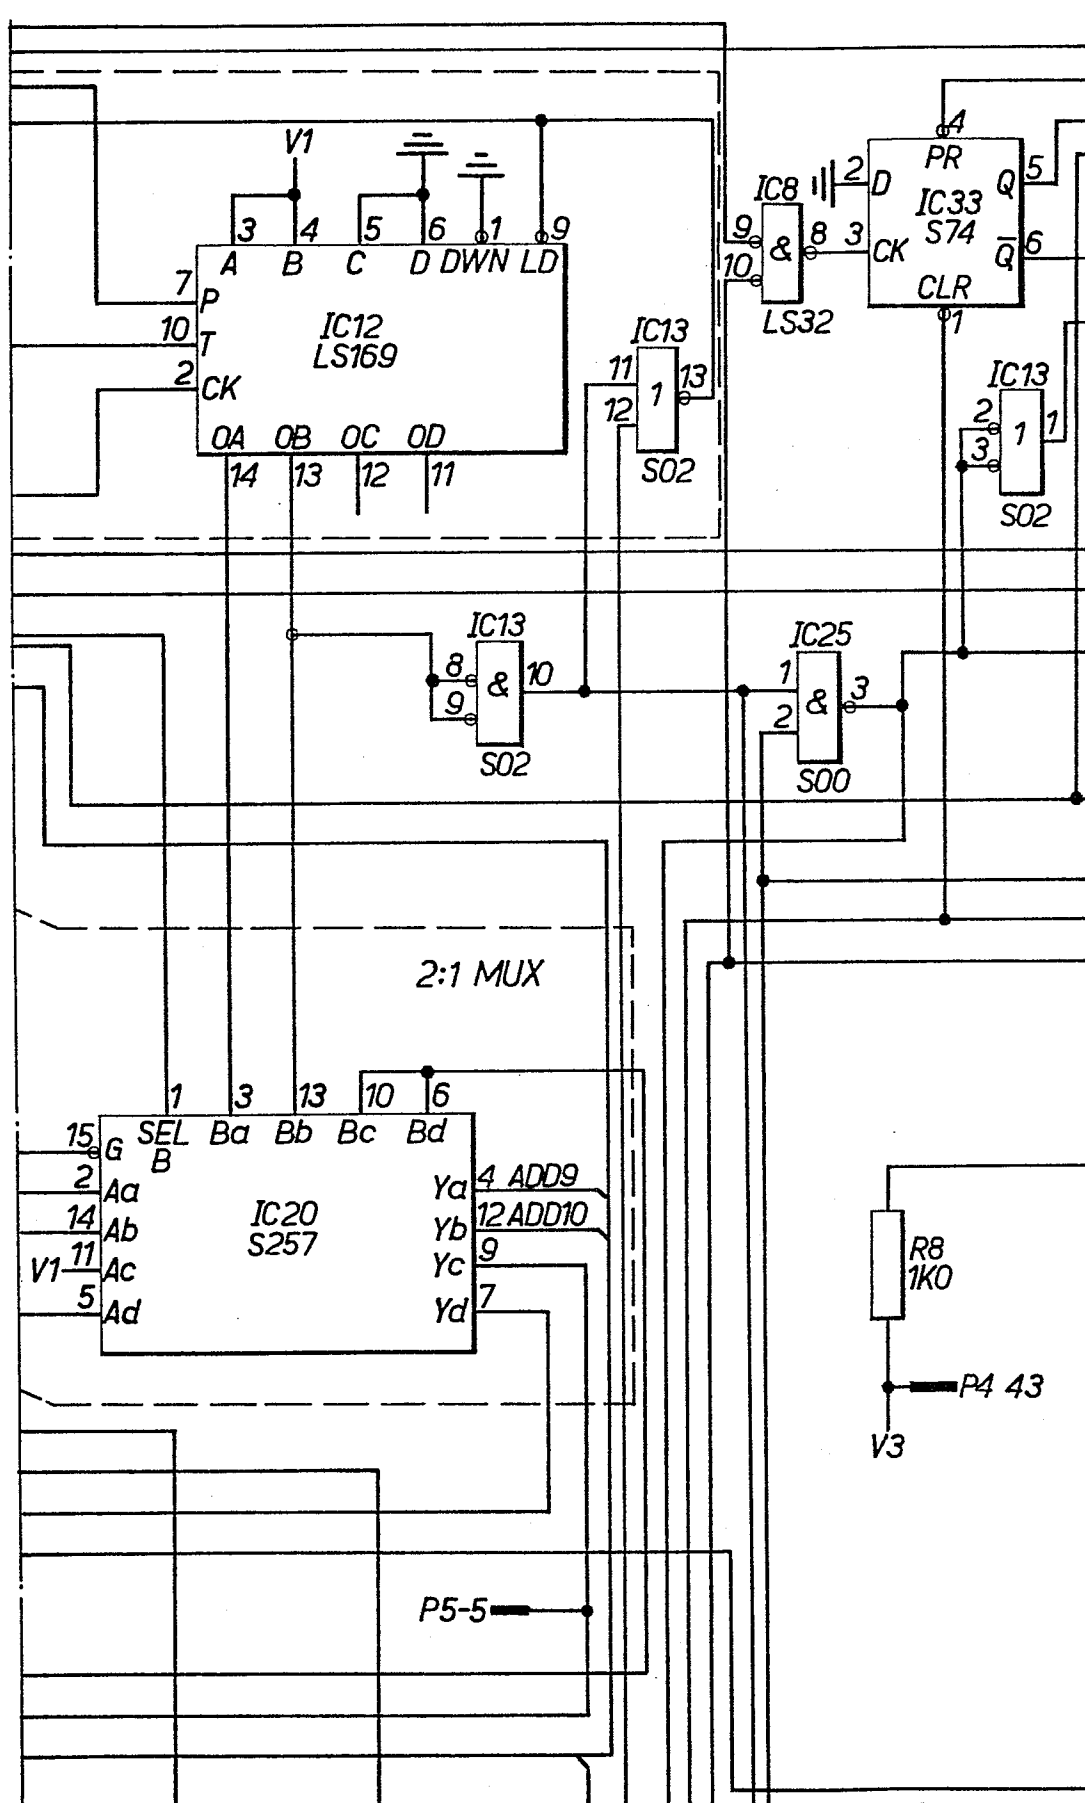 V1
3 4 5 6 1 9
A B C D DWN LD
7 P
10 T
2 CK
IC12
LS169
OA OB OC OD
14 13 12 11
IC13
11
12
1
13
S02
IC8
9
10
&
8
LS32
4
PR
2 D
Q 5
IC33
S74
3 CK
Q̅ 6
CLR
1
IC13
2
3
1
1
S02
IC13
8
9
&
10
S02
IC25
1
2
&
3
S00
2:1 MUX
1 3 13 10 6
SEL B Ba Bb Bc Bd
15 G
2 Aa
14 Ab
V1 11 Ac
5 Ad
IC20
S257
Ya 4 ADD9
Yb 12 ADD10
Yc 9
Yd 7
R8
1K0
P4 43
V3
P5-5